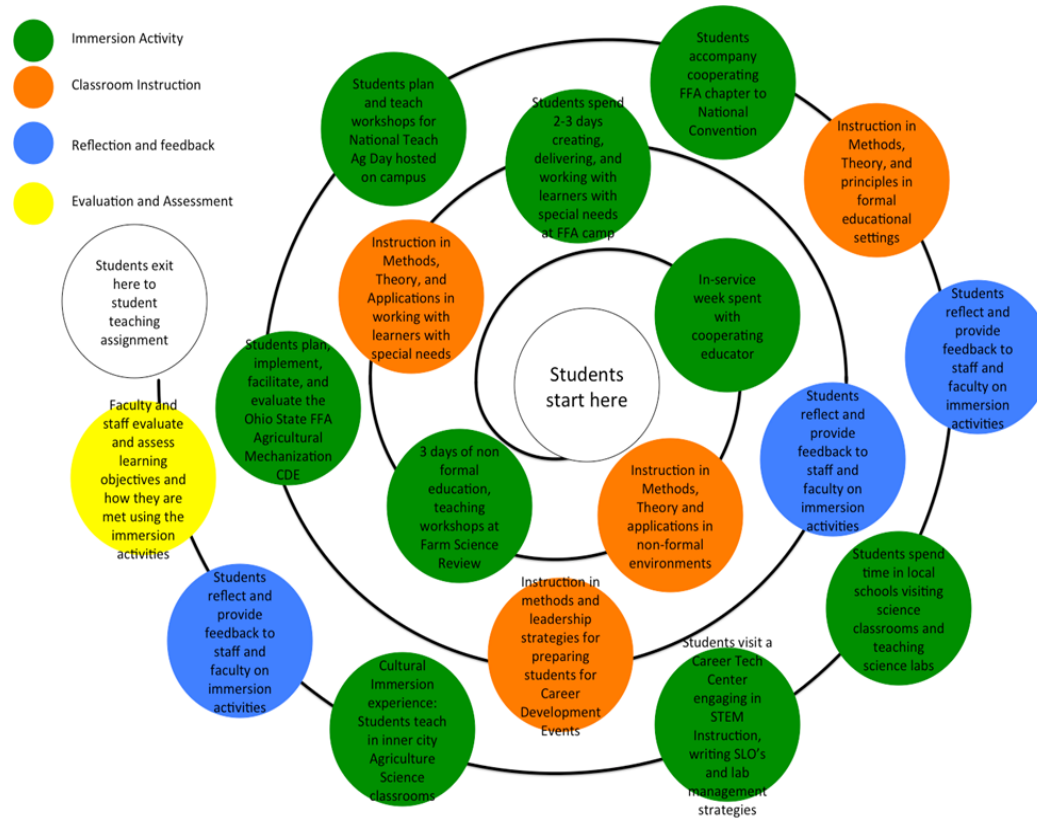 Immersion Activity
Classroom Instruction
Reflection and feedback
Evaluation and Assessment
Students exit
here to
student
teaching
assignment
Faculty and
staff evaluate
and assess
learning
objectives and
how they are
met using the
immersion
activities
Students
reflect and
provide
feedback to
staff and
faculty on
immersion
activities
Cultural
Immersion
experience:
Students teach
in inner city
Agriculture
Science
classrooms
Students visit a
Career Tech
Center
engaging in
STEM
Instruction,
writing SLO's
and lab
management
strategies
Students spend
time in local
schools visiting
science
classrooms and
teaching
science labs
Students
reflect and
provide
feedback to
staff and
faculty on
immersion
activities
Instruction in
Methods,
Theory, and
principles in
formal
educational
settings
Students
accompany
cooperating
FFA chapter to
National
Convention
Students plan
and teach
workshops for
National Teach
Ag Day hosted
on campus
Students plan,
implement,
facilitate, and
evaluate the
Ohio State FFA
Agricultural
Mechanization
CDE
Instruction in
methods and
leadership
strategies for
preparing
students for
Career
Development
Events
Students
reflect and
provide
feedback to
staff and
faculty on
immersion
activities
Students spend
2-3 days
creating,
delivering, and
working with
learners with
special needs
at FFA camp
Instruction in
Methods,
Theory, and
Applications in
working with
learners with
special needs
3 days of non
formal
education,
teaching
workshops at
Farm Science
Review
Instruction in
Methods,
Theory and
applications in
non-formal
environments
In-service
week spent
with
cooperating
educator
Students
start here